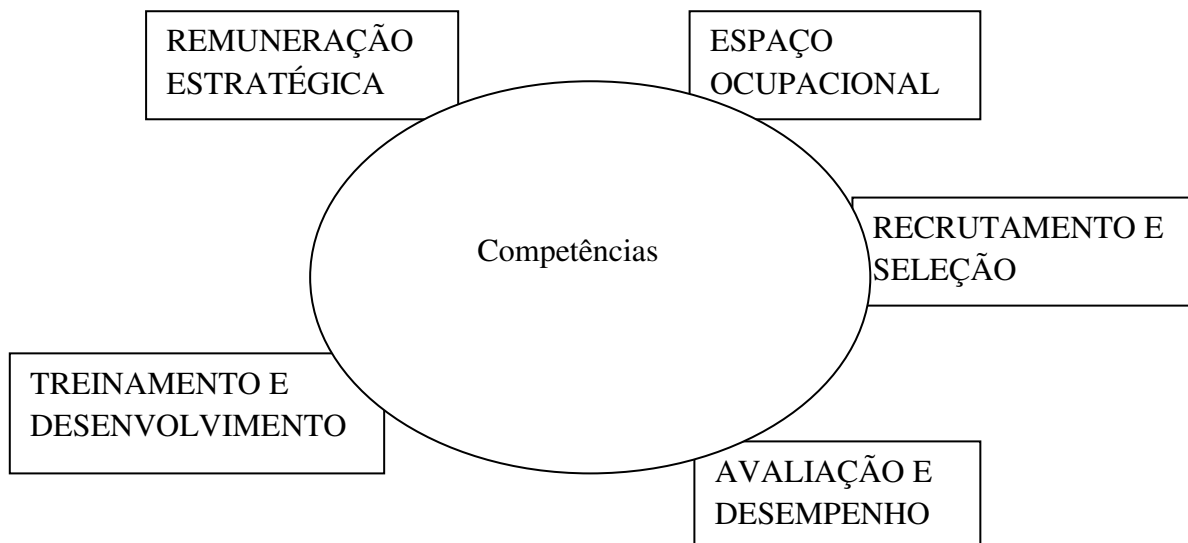 REMUNERAÇÃO
ESTRATÉGICA
ESPAÇO
OCUPACIONAL
Competências
RECRUTAMENTO E
SELEÇÃO
TREINAMENTO E
DESENVOLVIMENTO
AVALIAÇÃO E
DESEMPENHO